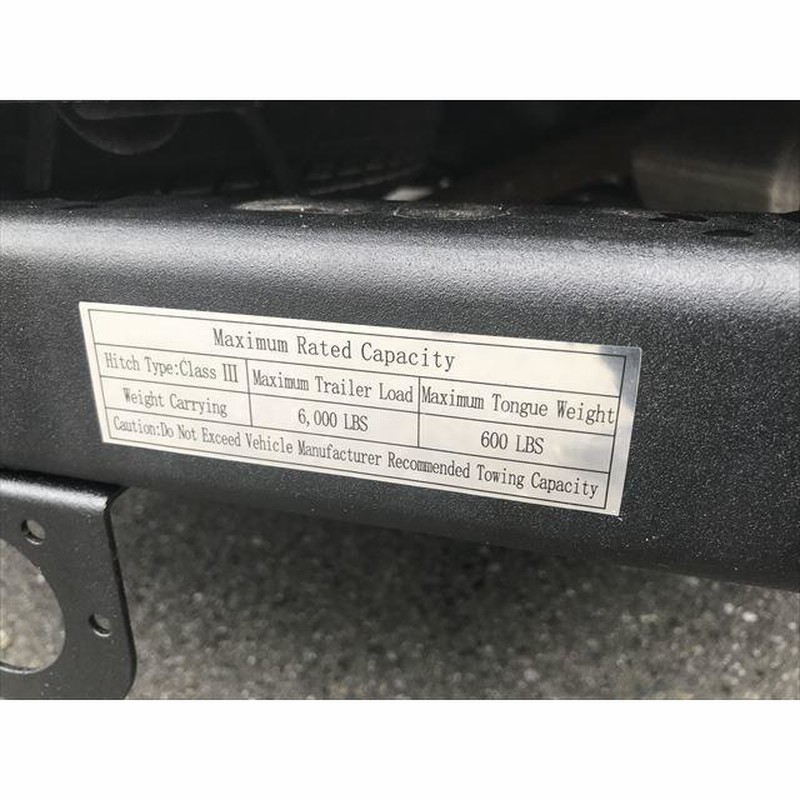 Maximum Rated Capacity
Hitch Type:Class III
Maximum Trailer Load
Maximum Tongue Weight
Weight Carrying
6,000 LBS
600 LBS
Caution:Do Not Exceed Vehicle Manufacturer Recommended Towing Capacity